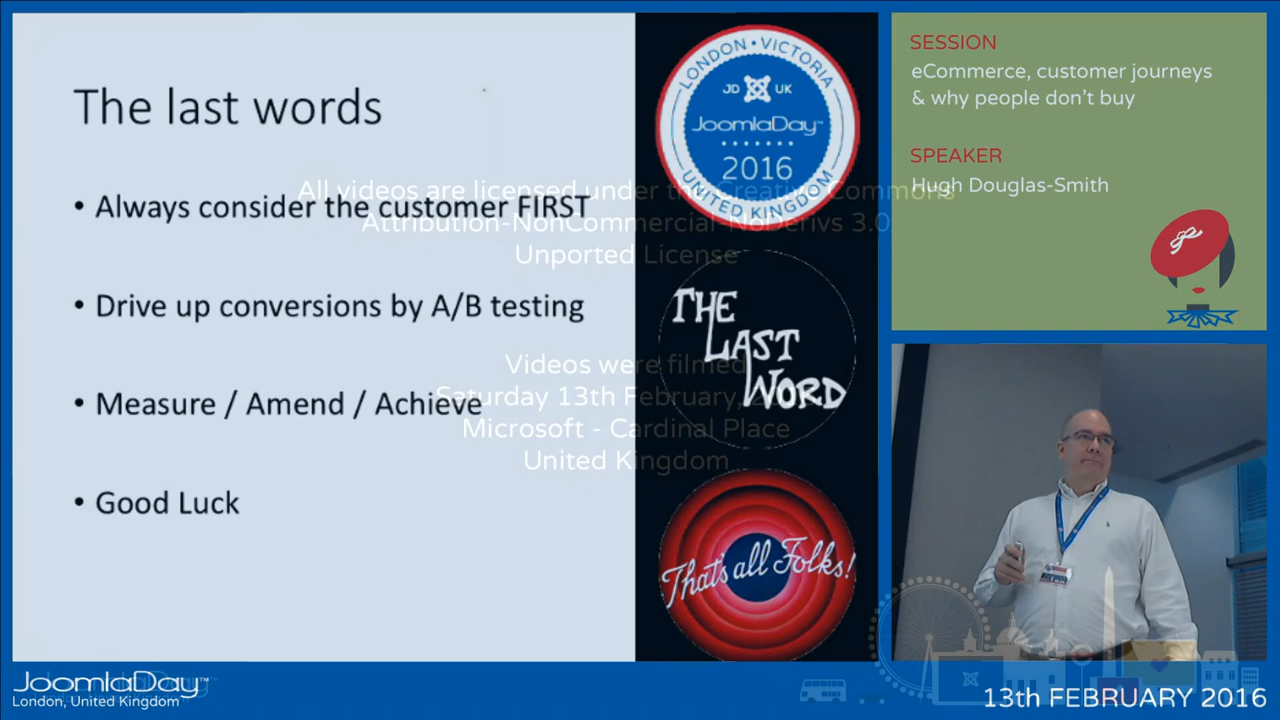 The last words
• Always consider the customer FIRST
• Drive up conversions by A/B testing
• Measure / Amend / Achieve
• Good Luck
LONDON • VICTORIA
JD UK
JoomlaDay™
2016
UNITED KINGDOM
THE
LAST
WORD
That's all Folks!
All videos are licensed under the Creative Commons
Attribution-NonCommercial-NoDerivs 3.0
Unported License
Videos were filmed
Saturday 13th February,
Microsoft - Cardinal Place
United Kingdom
SESSION
eCommerce, customer journeys
& why people don't buy
SPEAKER
Hugh Douglas-Smith
JoomlaDay™
London, United Kingdom
13th FEBRUARY 2016